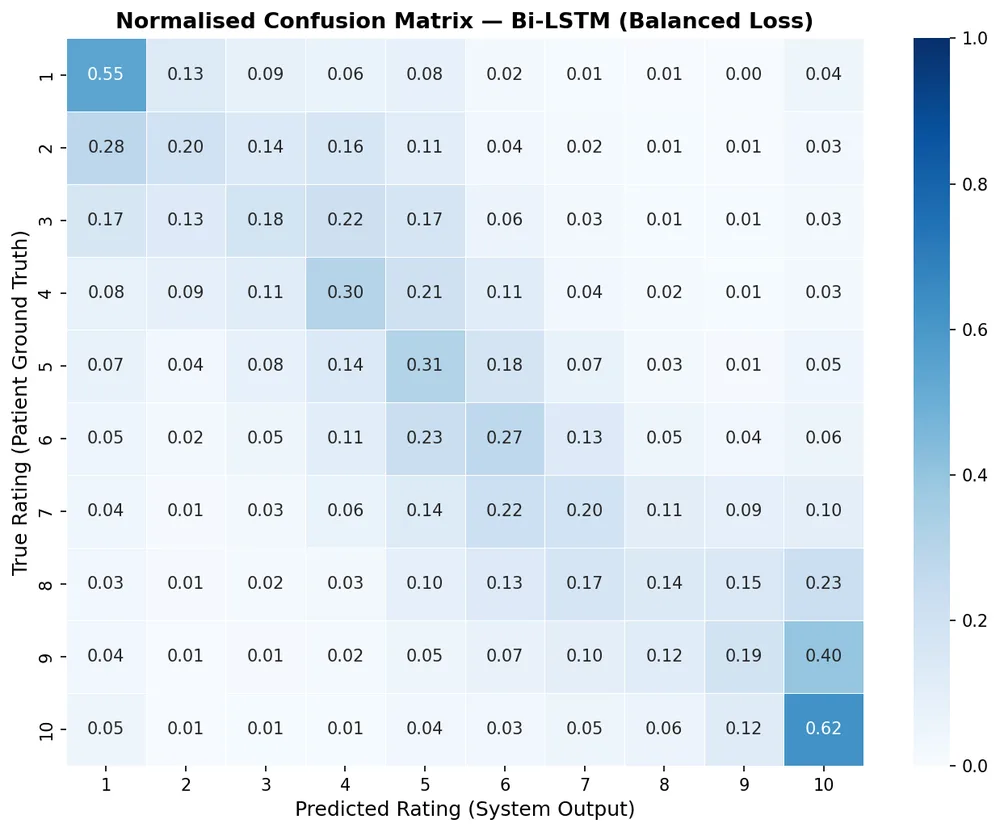 Normalised Confusion Matrix — Bi-LSTM (Balanced Loss)
True Rating (Patient Ground Truth)
1 0.55 0.13 0.09 0.06 0.08 0.02 0.01 0.01 0.00 0.04
2 0.28 0.20 0.14 0.16 0.11 0.04 0.02 0.01 0.01 0.03
3 0.17 0.13 0.18 0.22 0.17 0.06 0.03 0.01 0.01 0.03
4 0.08 0.09 0.11 0.30 0.21 0.11 0.04 0.02 0.01 0.03
5 0.07 0.04 0.08 0.14 0.31 0.18 0.07 0.03 0.01 0.05
6 0.05 0.02 0.05 0.11 0.23 0.27 0.13 0.05 0.04 0.06
7 0.04 0.01 0.03 0.06 0.14 0.22 0.20 0.11 0.09 0.10
8 0.03 0.01 0.02 0.03 0.10 0.13 0.17 0.14 0.15 0.23
9 0.04 0.01 0.01 0.02 0.05 0.07 0.10 0.12 0.19 0.40
10 0.05 0.01 0.01 0.01 0.04 0.03 0.05 0.06 0.12 0.62
1 2 3 4 5 6 7 8 9 10
Predicted Rating (System Output)
1.0
0.8
0.6
0.4
0.2
0.0